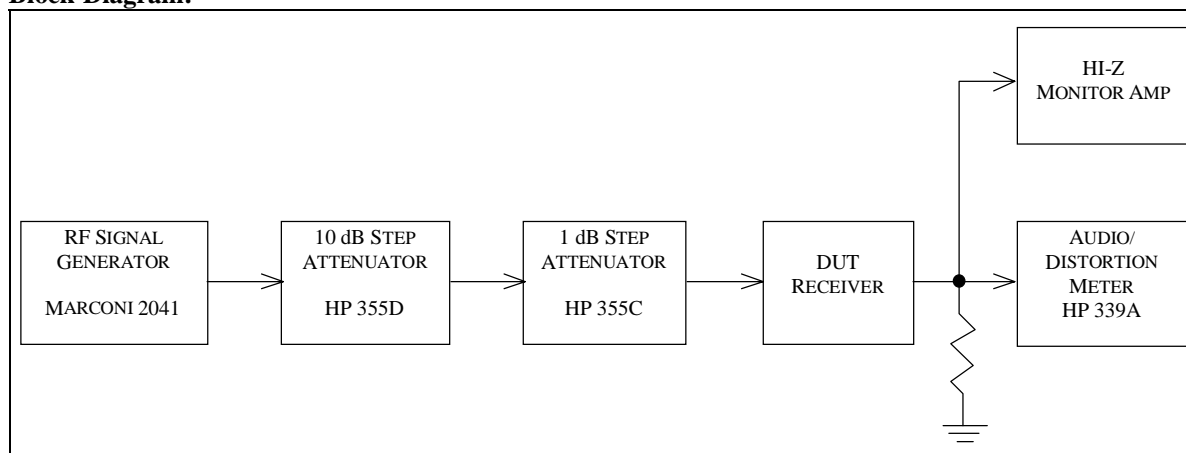 Block Diagram:
HI-Z
MONITOR AMP
RF SIGNAL
GENERATOR
MARCONI 2041
10 dB STEP
ATTENUATOR
HP 355D
1 dB STEP
ATTENUATOR
HP 355C
DUT
RECEIVER
AUDIO/
DISTORTION
METER
HP 339A